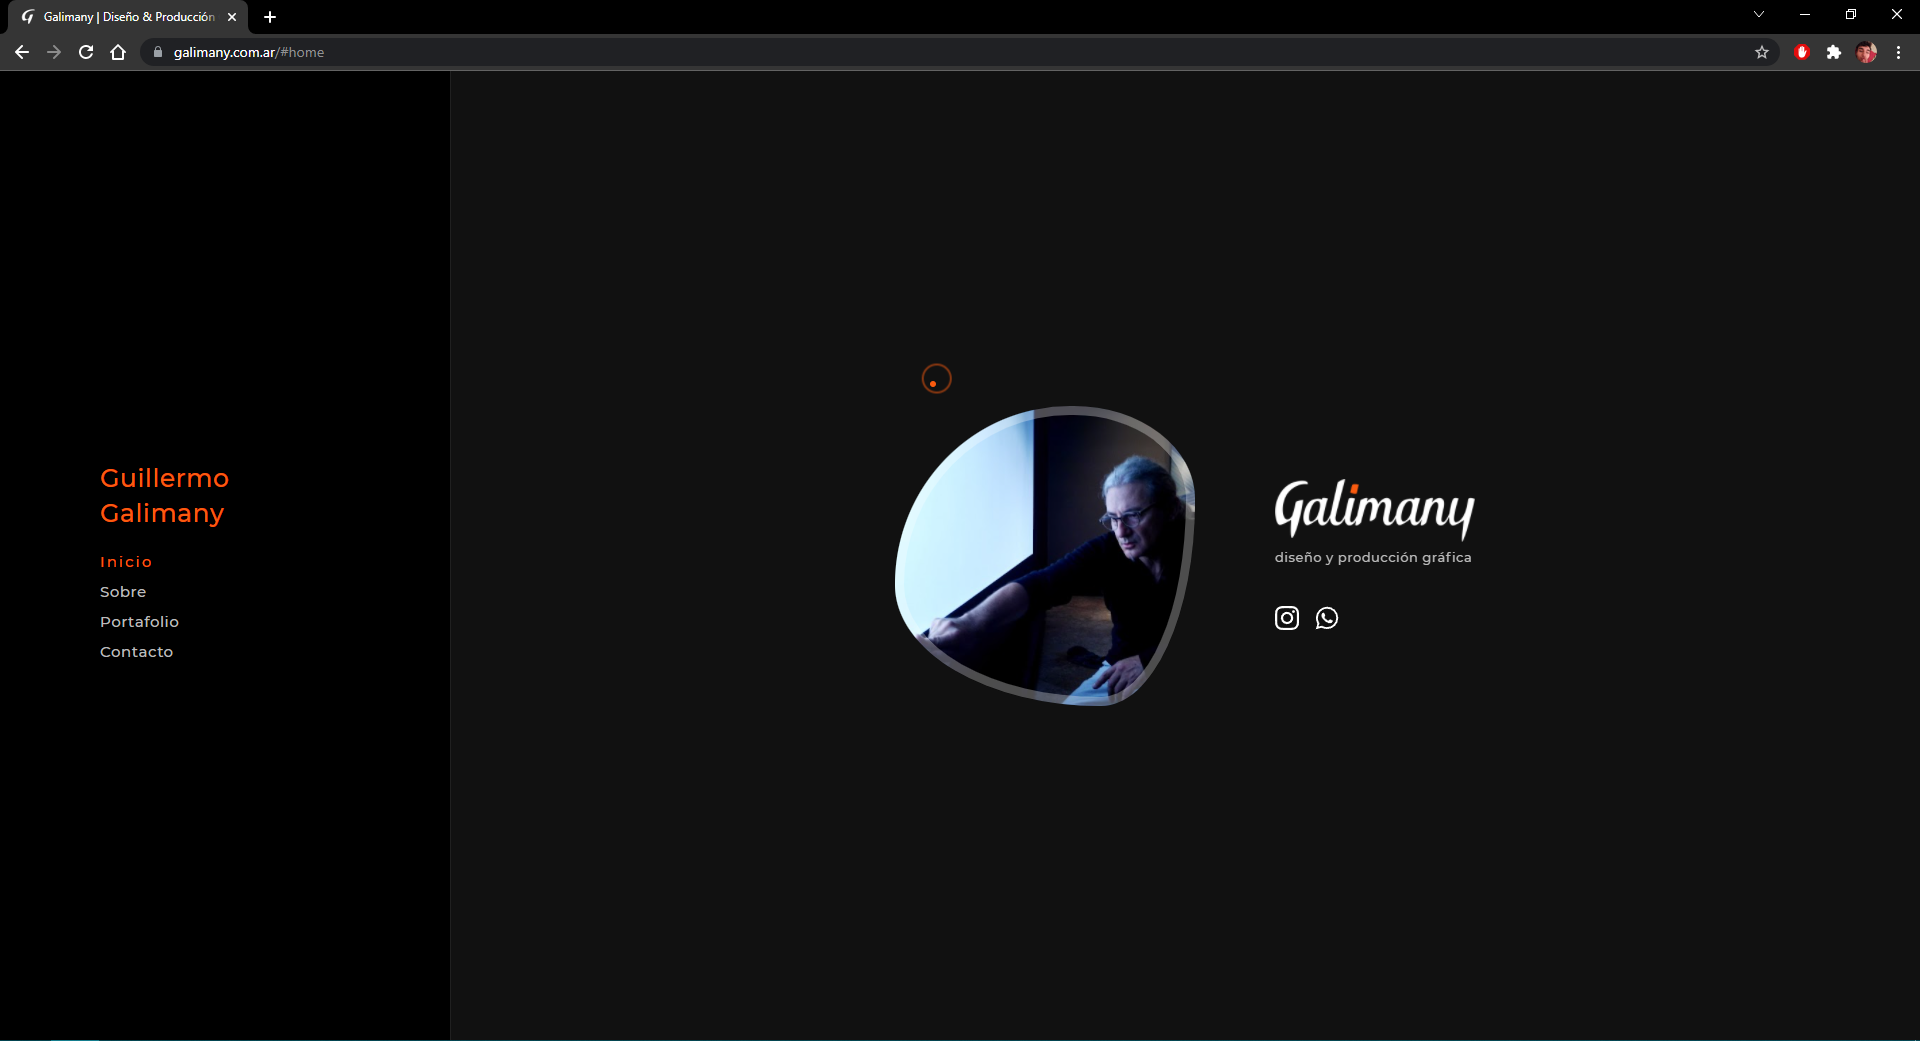 Galimany | Diseño & Producción
galimany.com.ar/#home
Guillermo
Galimany
Inicio
Sobre
Portafolio
Contacto
Galimany
diseño y producción gráfica